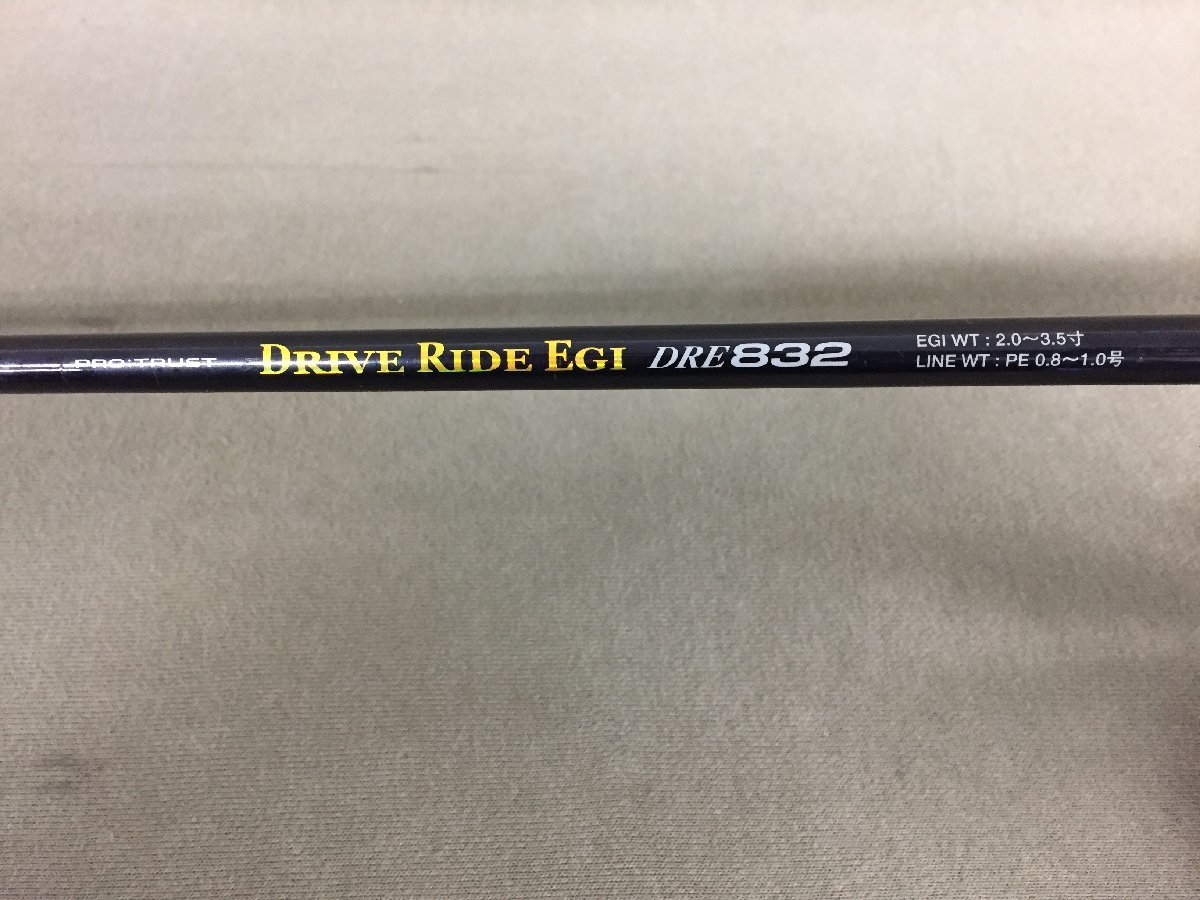 PRO:TRUST DRIVE RIDE EGI DRE832
EGI WT : 2.0～3.5寸
LINE WT : PE 0.8～1.0号